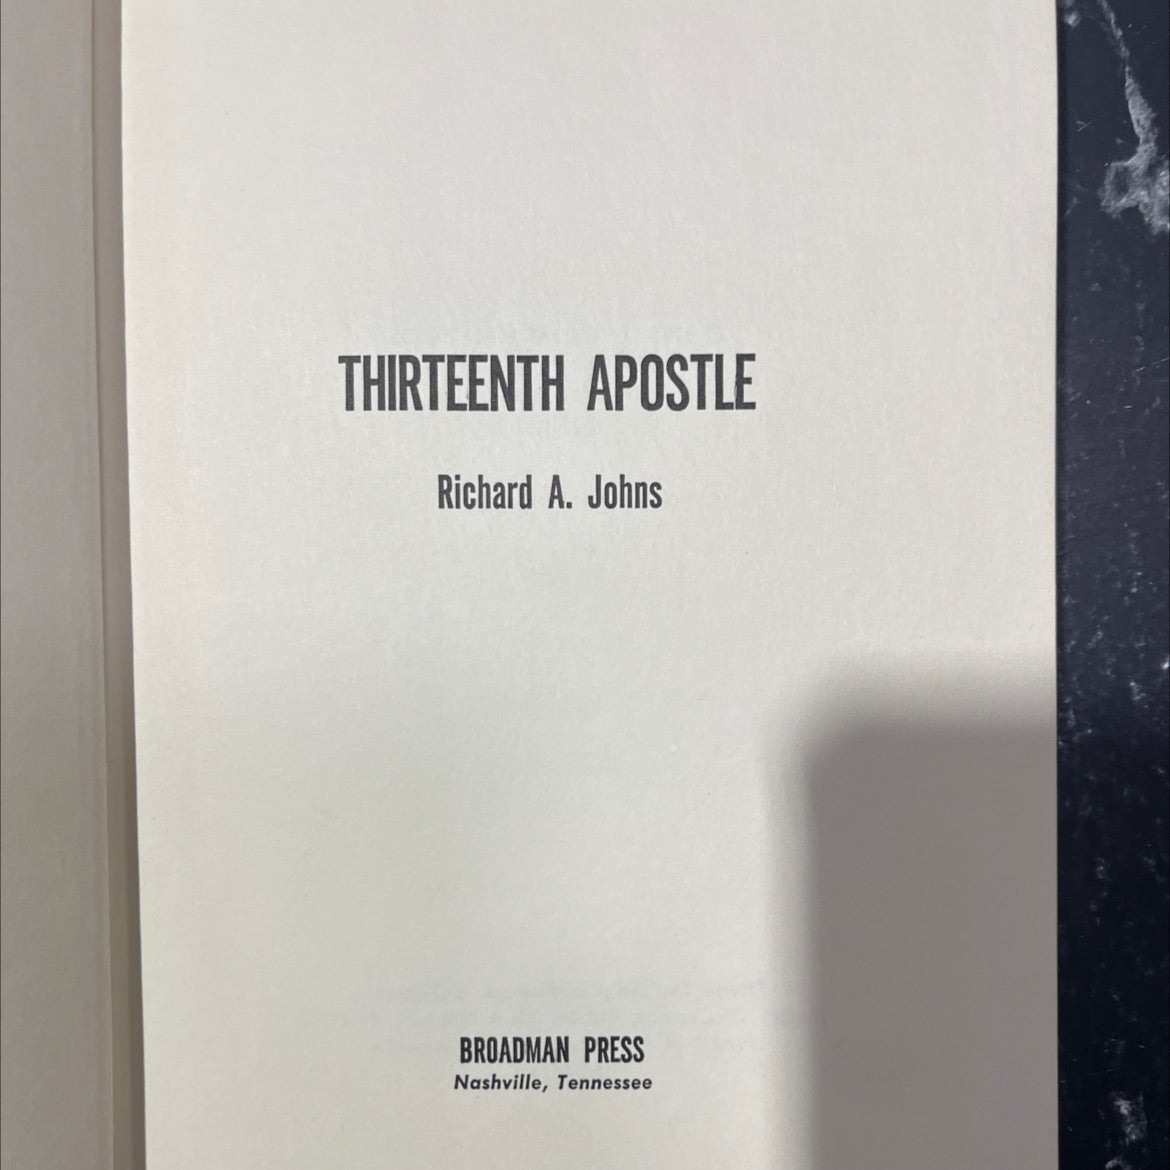 THIRTEENTH APOSTLE
Richard A. Johns
BROADMAN PRESS
Nashville, Tennessee